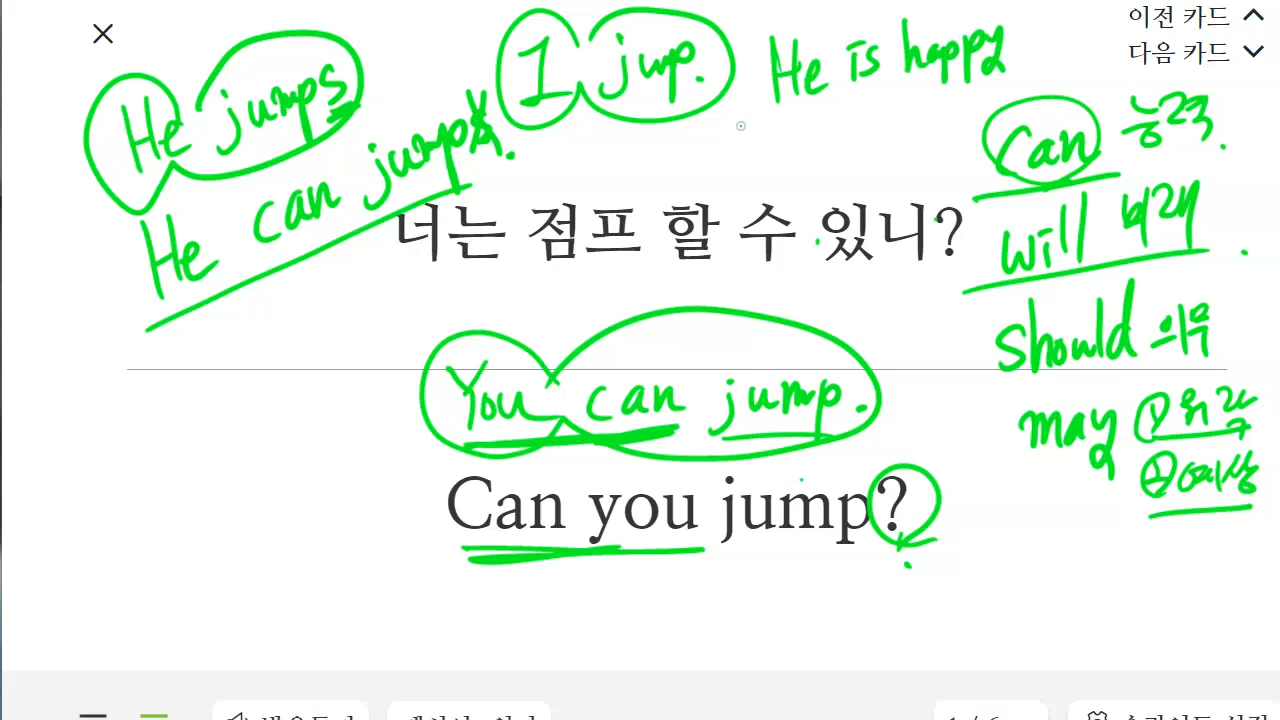 이전 카드
다음 카드
He jumps
I jump.
He is happy
He can jumps.
can 능력.
너는 점프 할 수 있니?
will 미래.
should 의무
You can jump.
may ① 허락
② 예상
Can you jump?